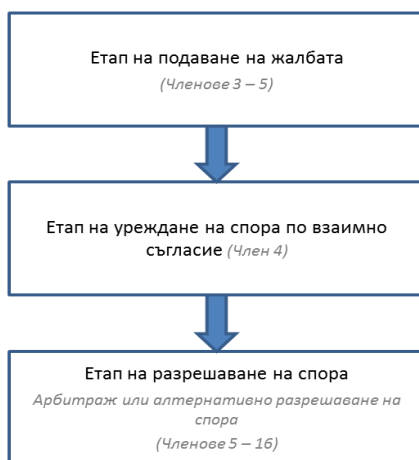 Етап на подаване на жалбата
(Членове 3 – 5)
Етап на уреждане на спора по взаимно
съгласие (Член 4)
Етап на разрешаване на спора
Арбитраж или алтернативно разрешаване на
спора
(Членове 5 – 16)